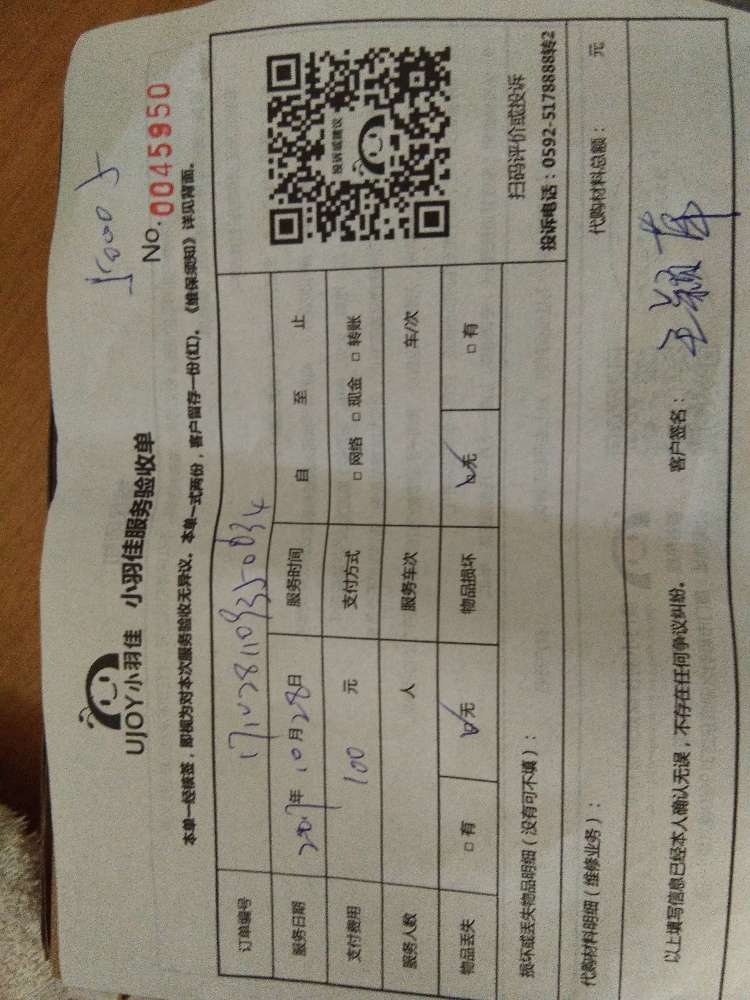 UJOY小羽佳 小羽佳服务验收单
No. 0045950
本单一经核签，即视为对本次服务验收无异议。本单一式两份，客户留存一份(红)。《维保须知》详见背面。
订单编号
服务日期 年 10月28日 服务时间 自 至 止
支付费用 100 元 支付方式 □ 网络 □ 现金 □ 转账
服务人数 人 服务车次 车/次
物品丢失 □ 有 □ 无 物品损坏 □ 无 □ 有
投诉或建议
扫码评价或投诉
投诉电话：0592-5178888转2
损坏或丢失物品明细（没有可不填）：
代购材料明细（维修业务）： 代购材料总额： 元
以上填写信息已经本人确认无误，不存在任何争议纠纷。 客户签名：